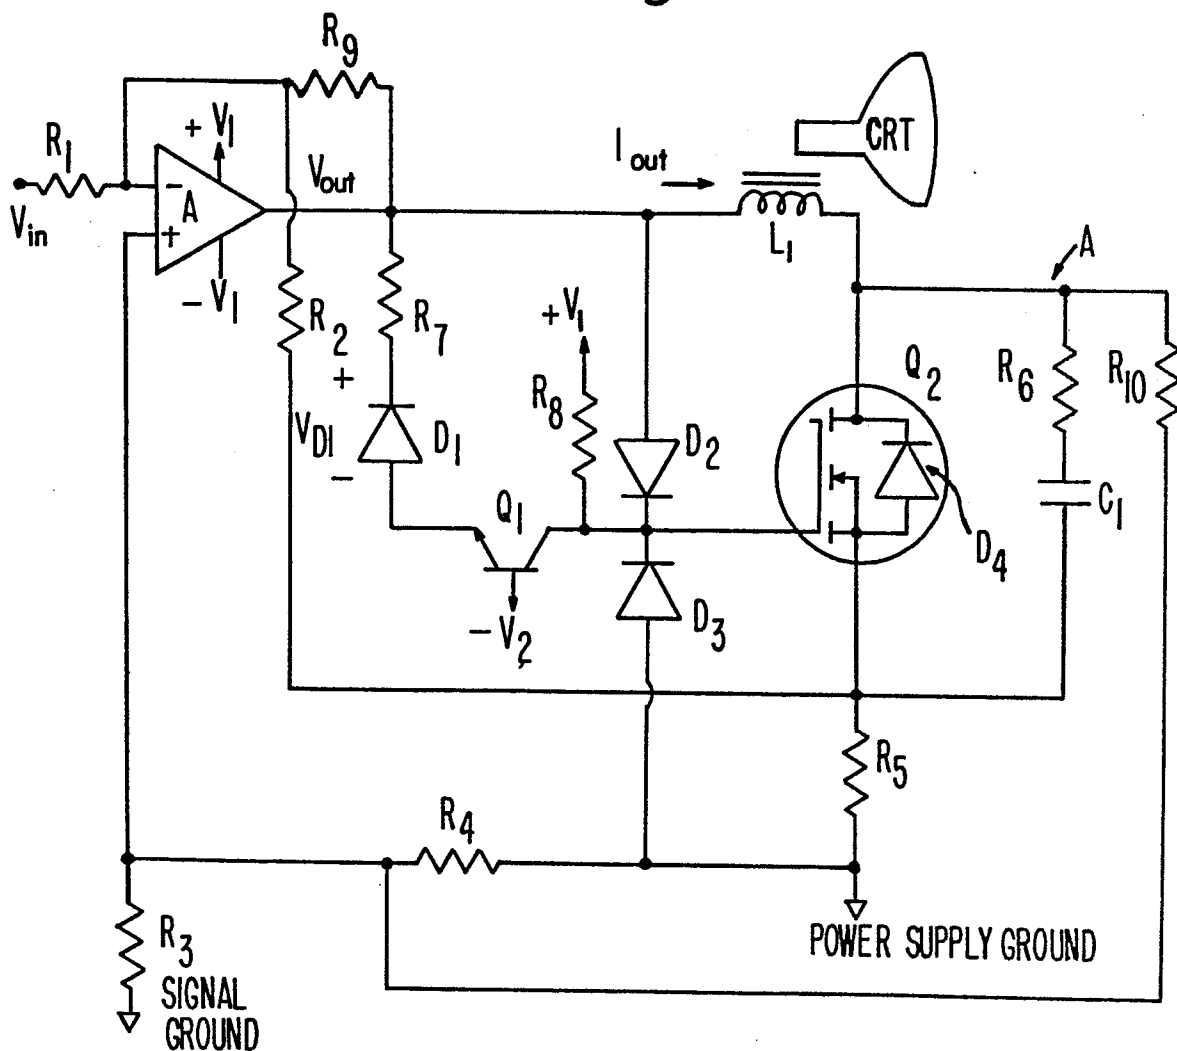 R9
R1
+ V1
Vin
A
−
+
− V1
Vout
Iout
CRT
L1
A
R2
R7
+ V1
R8
Q2
R6
R10
+
VD1
−
D1
D2
Q1
C1
D4
− V2
D3
R5
R4
R3
SIGNAL
GROUND
POWER SUPPLY GROUND